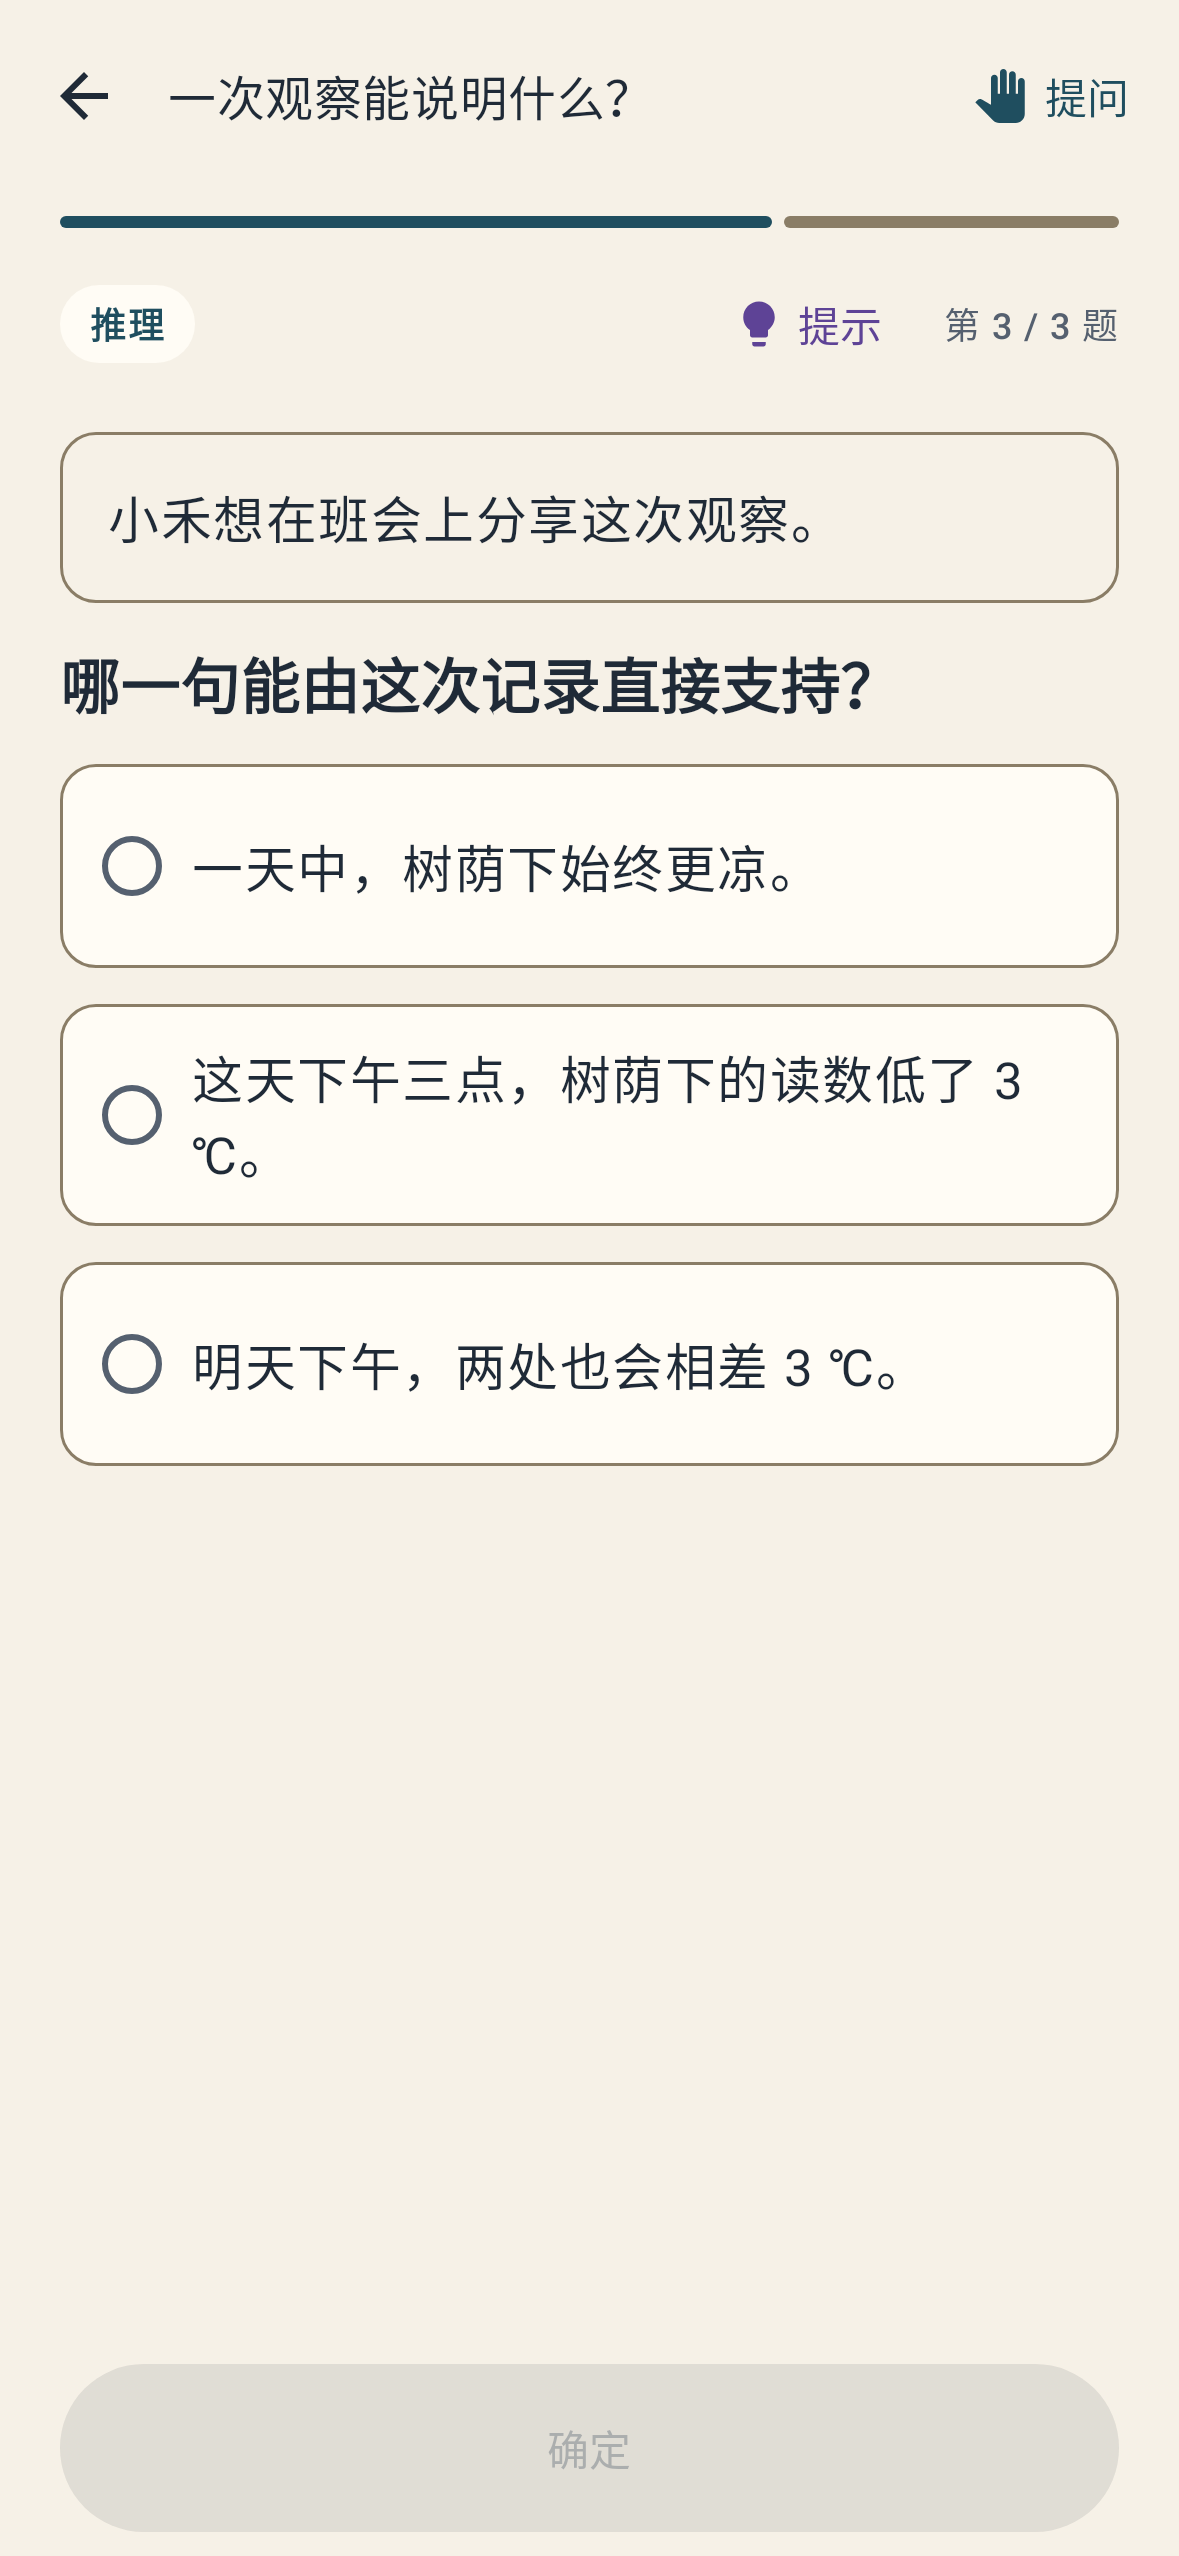 一次观察能说明什么？
提问
推理
提示
第 3 / 3 题
小禾想在班会上分享这次观察。
哪一句能由这次记录直接支持？
一天中，树荫下始终更凉。
这天下午三点，树荫下的读数低了 3
℃。
明天下午，两处也会相差 3 ℃。
确定